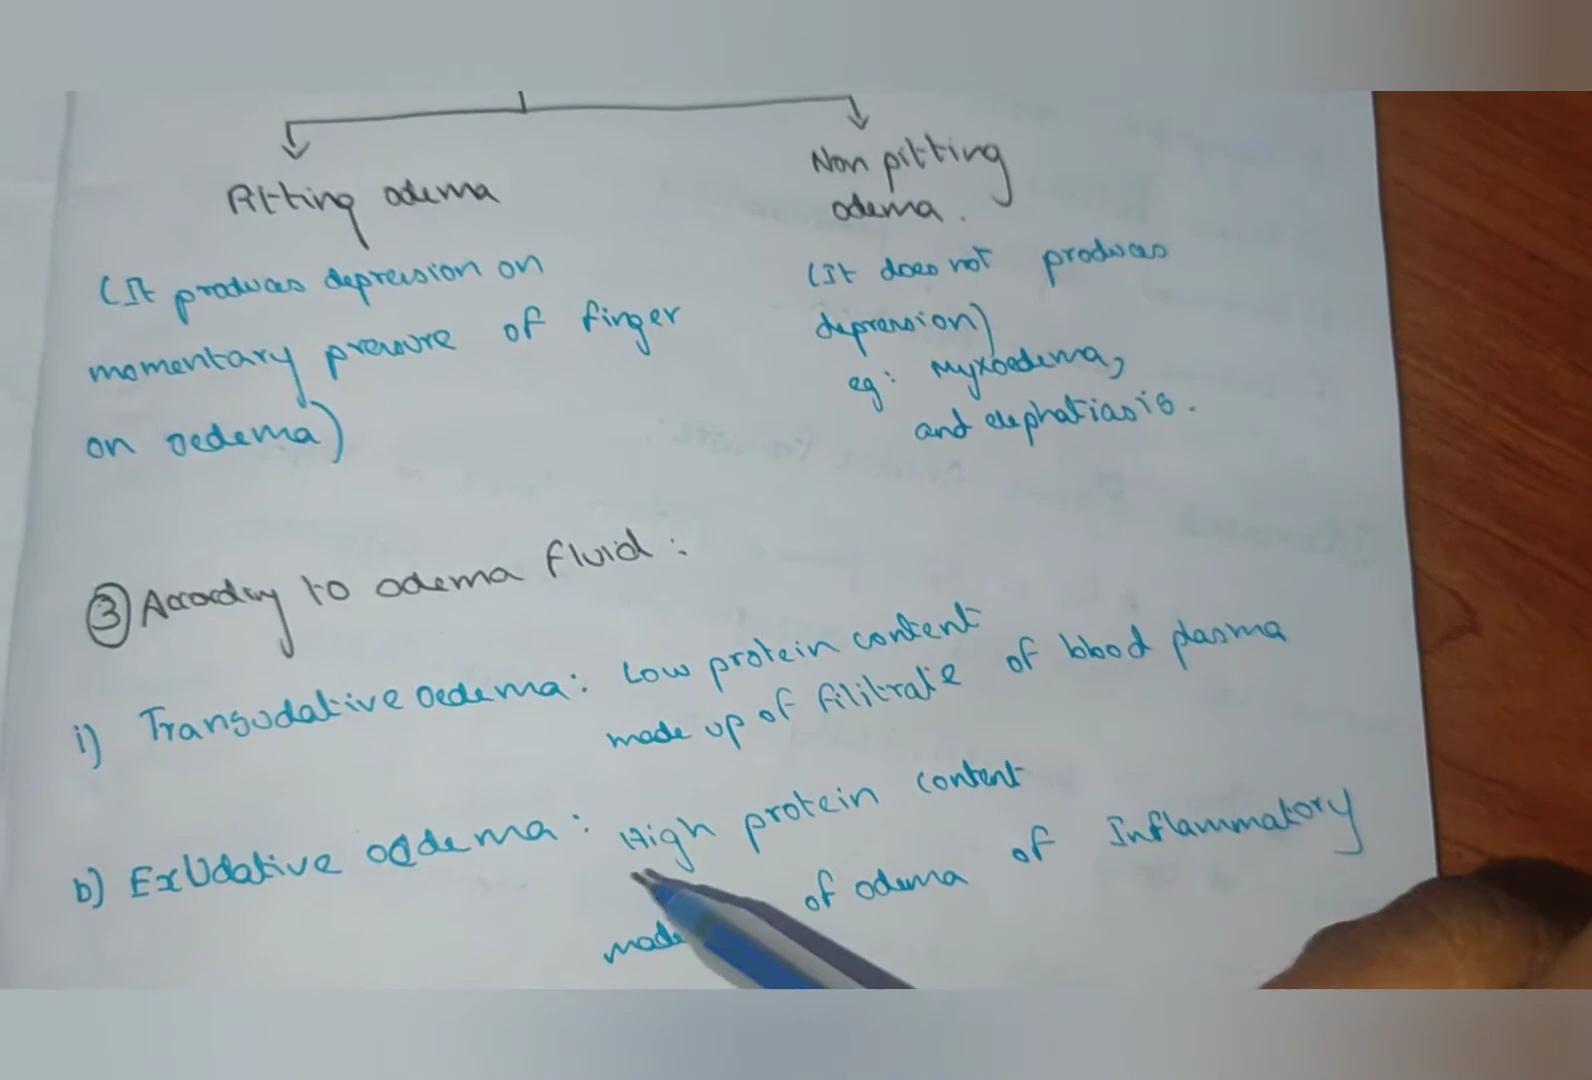 Pitting odema
(It produces depression on
momentary pressure of finger
on oedema)
Non pitting
odema.
(It does not produces
depression)
eg: Myxoedema,
and elephatiasis.
③ According to odema fluid:
i) Transudative oedema: Low protein content
made up of filitrate of blood plasma
b) Exudative oedema: High protein content
made of odema of Inflammatory